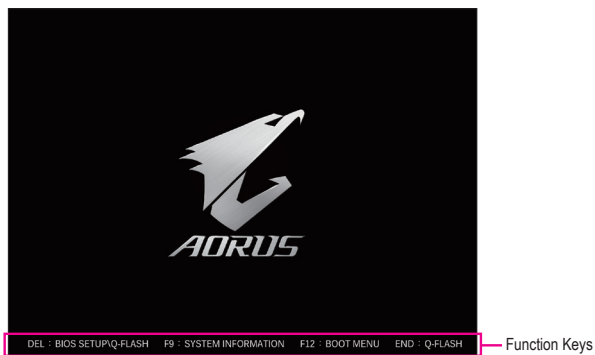 AORUS
DEL : BIOS SETUP\Q-FLASH F9 : SYSTEM INFORMATION F12 : BOOT MENU END : Q-FLASH
Function Keys